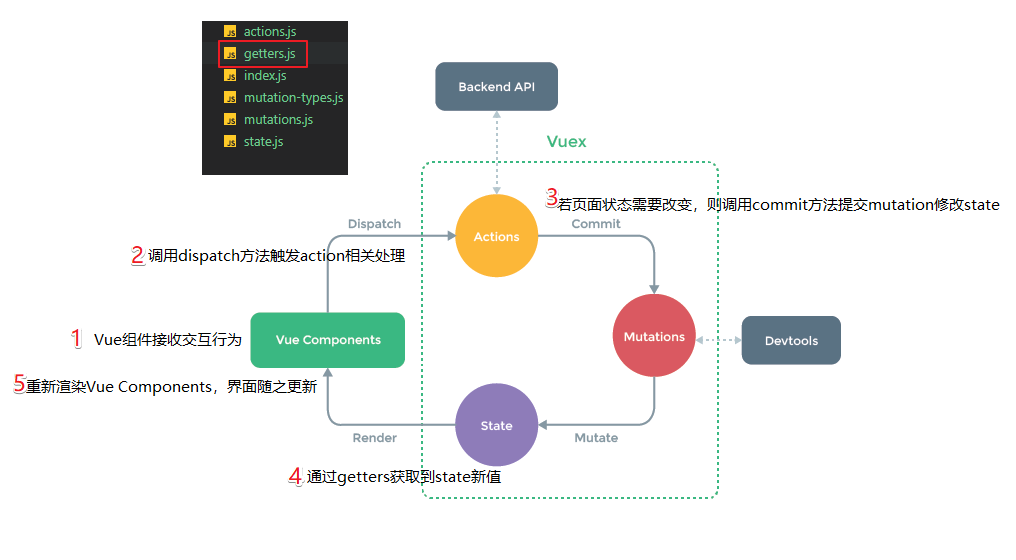 JS actions.js
JS getters.js
JS index.js
JS mutation-types.js
JS mutations.js
JS state.js
Backend API
Vuex
3若页面状态需要改变，则调用commit方法提交mutation修改state
Dispatch
Actions
Commit
2 调用dispatch方法触发action相关处理
1 Vue组件接收交互行为
Vue Components
Mutations
Devtools
5重新渲染Vue Components，界面随之更新
Render
State
Mutate
4 通过getters获取到state新值